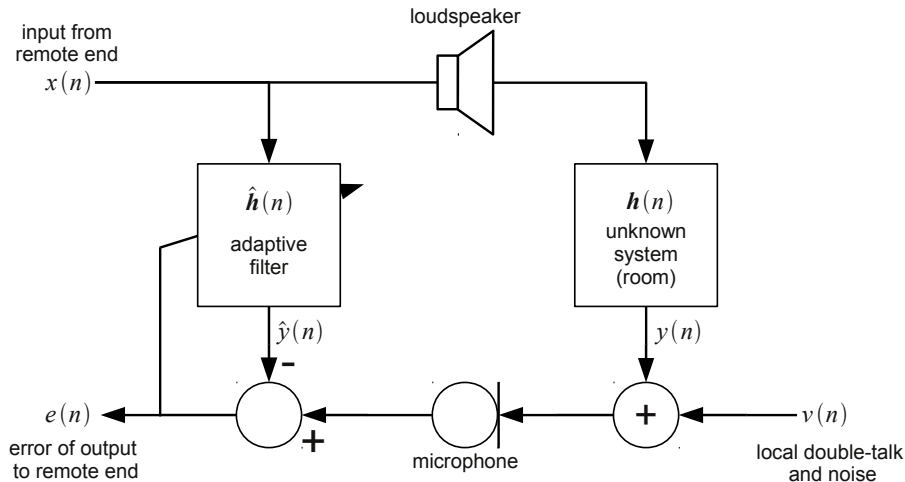 loudspeaker
input from
remote end
x(n)
ĥ(n)
adaptive
filter
h(n)
unknown
system
(room)
ŷ(n)
y(n)
-
+
+
e(n)
v(n)
error of output
to remote end
microphone
local double-talk
and noise